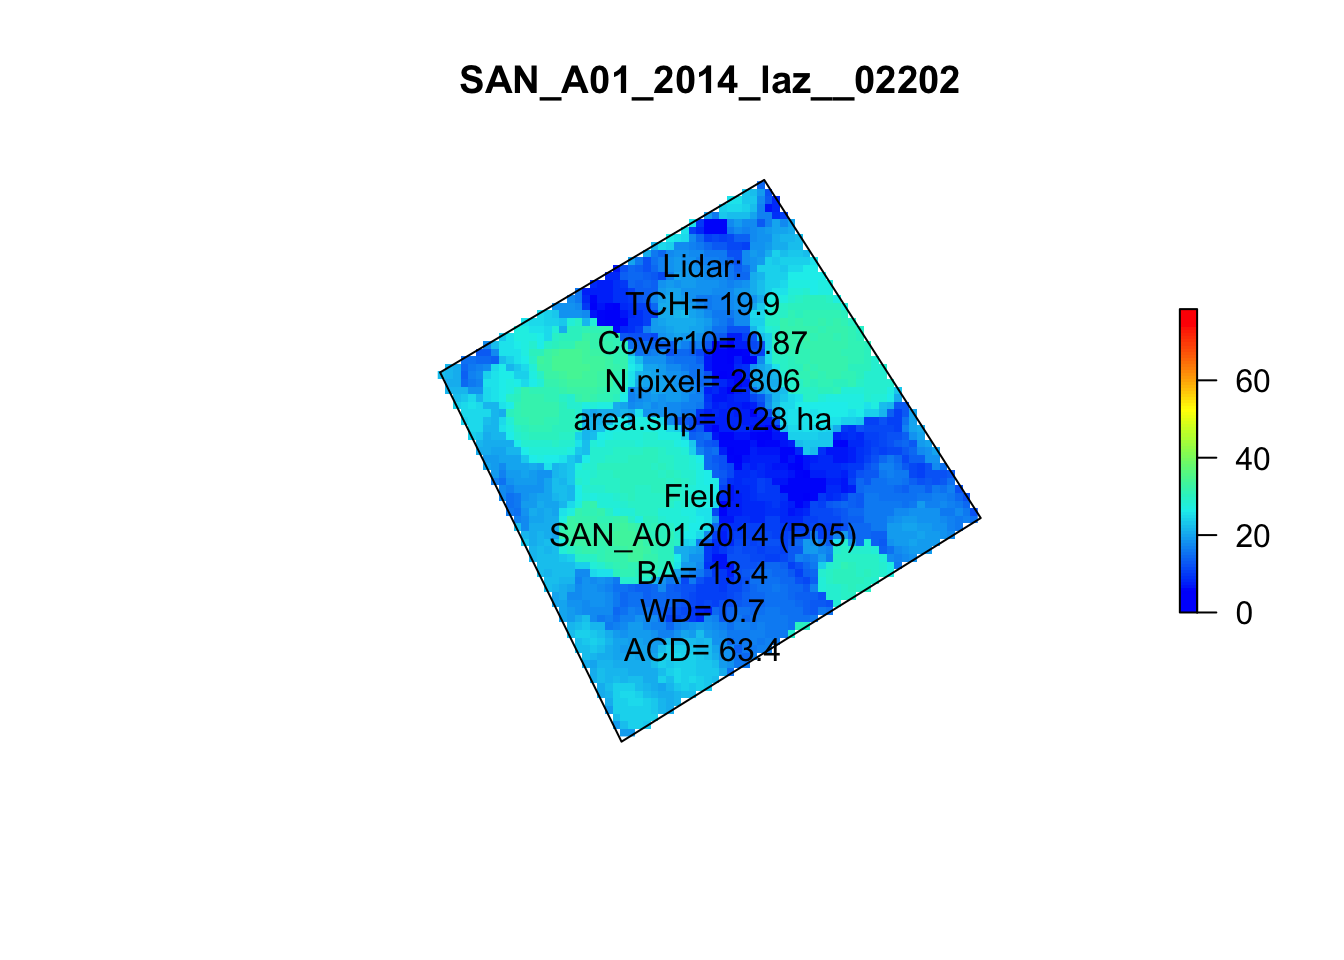 SAN_A01_2014_laz__02202
Lidar:
TCH= 19.9
Cover10= 0.87
N.pixel= 2806
area.shp= 0.28 ha
Field:
SAN_A01 2014 (P05)
BA= 13.4
WD= 0.7
ACD= 63.4
60
40
20
0